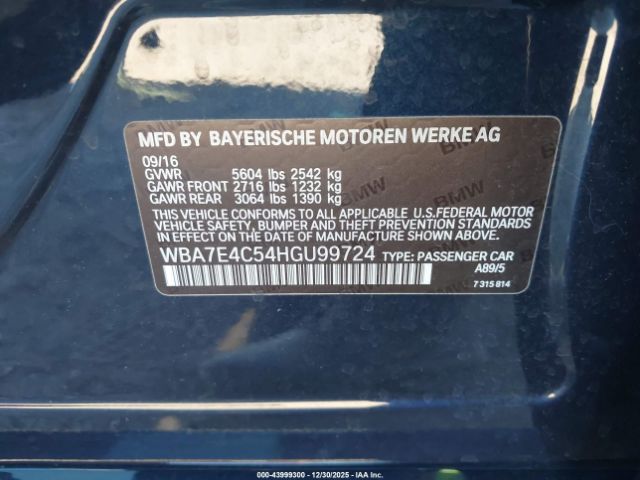 MFD BY BAYERISCHE MOTOREN WERKE AG
09/16
GVWR 5604 lbs 2542 kg
GAWR FRONT 2716 lbs 1232 kg
GAWR REAR 3064 lbs 1390 kg
THIS VEHICLE CONFORMS TO ALL APPLICABLE U.S.FEDERAL MOTOR
VEHICLE SAFETY, BUMPER AND THEFT PREVENTION STANDARDS
IN EFFECT ON THE DATE OF MANUFACTURE SHOWN ABOVE.
WBA7E4C54HGU99724 TYPE: PASSENGER CAR
A89/5
7 315 814
000-43999300 - 12/30/2025 - IAA Inc.